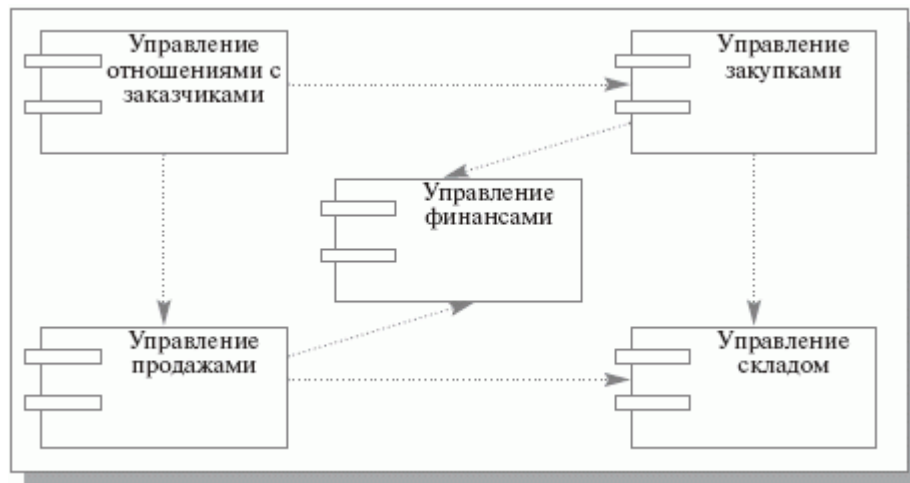 Управление
отношениями с
заказчиками
Управление
закупками
Управление
финансами
Управление
продажами
Управление
складом